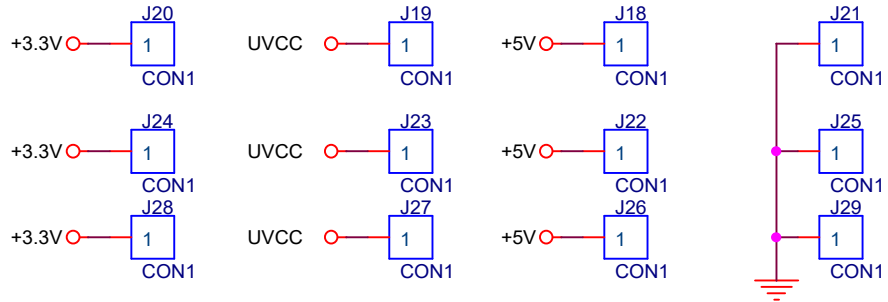 J20 J19 J18 J21
+3.3V 1 UVCC 1 +5V 1 1
CON1 CON1 CON1 CON1
J24 J23 J22 J25
+3.3V 1 UVCC 1 +5V 1 1
CON1 CON1 CON1 CON1
J28 J27 J26 J29
+3.3V 1 UVCC 1 +5V 1 1
CON1 CON1 CON1 CON1